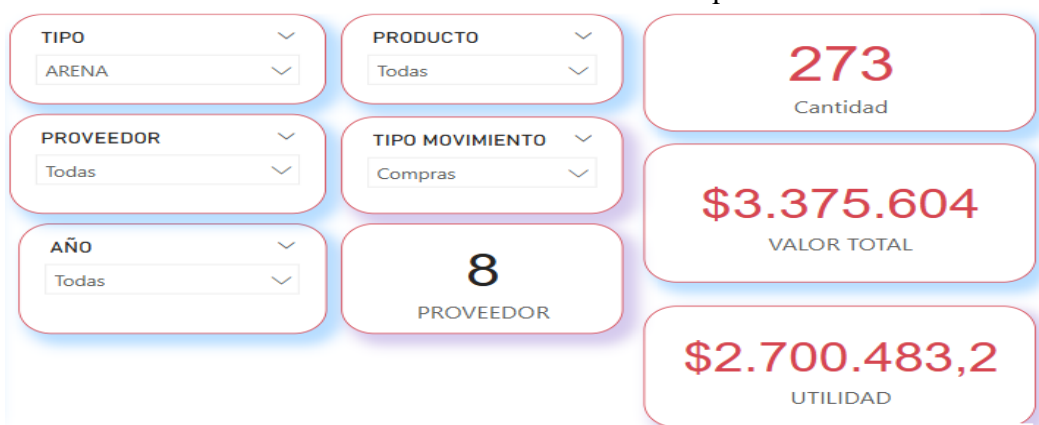 TIPO
ARENA
PRODUCTO
Todas
273
Cantidad
PROVEEDOR
Todas
TIPO MOVIMIENTO
Compras
$3.375.604
VALOR TOTAL
AÑO
Todas
8
PROVEEDOR
$2.700.483,2
UTILIDAD